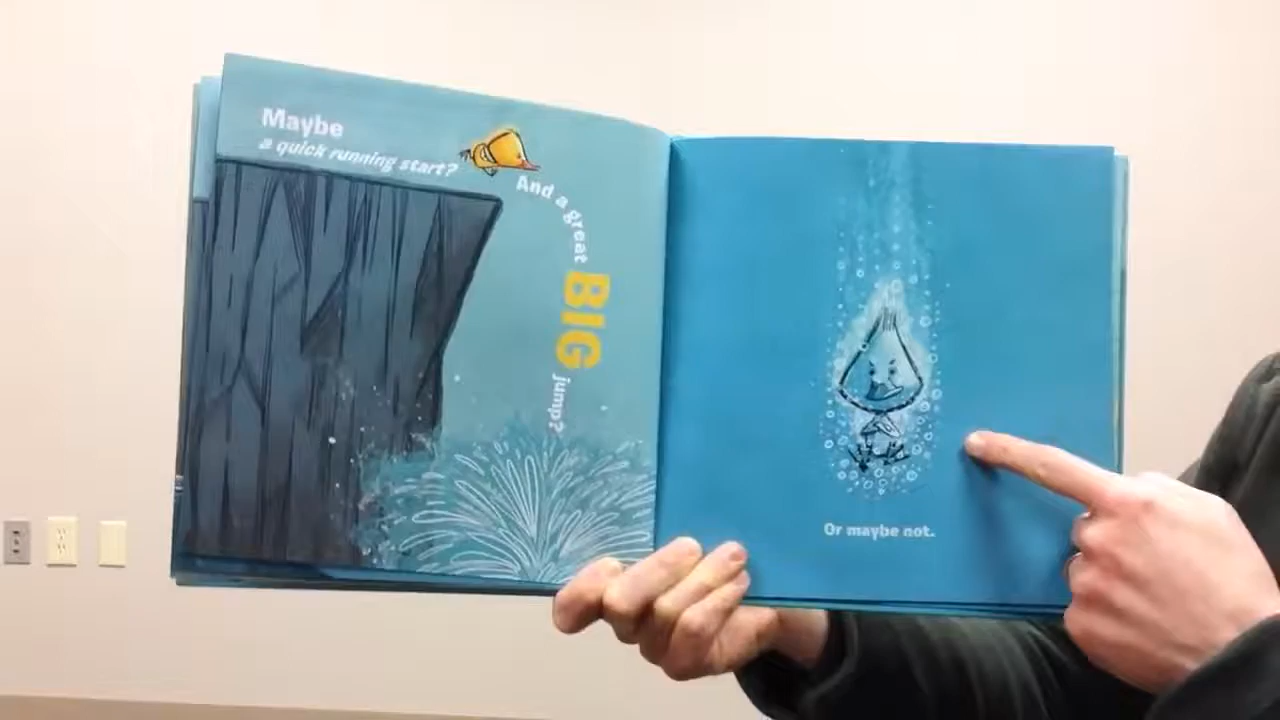 Maybe
a quick running start?
And a great
BIG
jump?
Or maybe not.